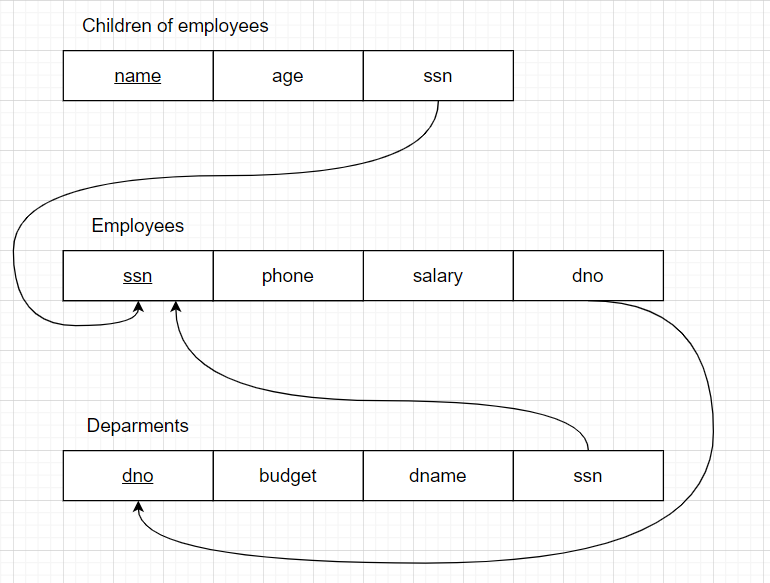 Children of employees
name age ssn
Employees
ssn phone salary dno
Deparments
dno budget dname ssn